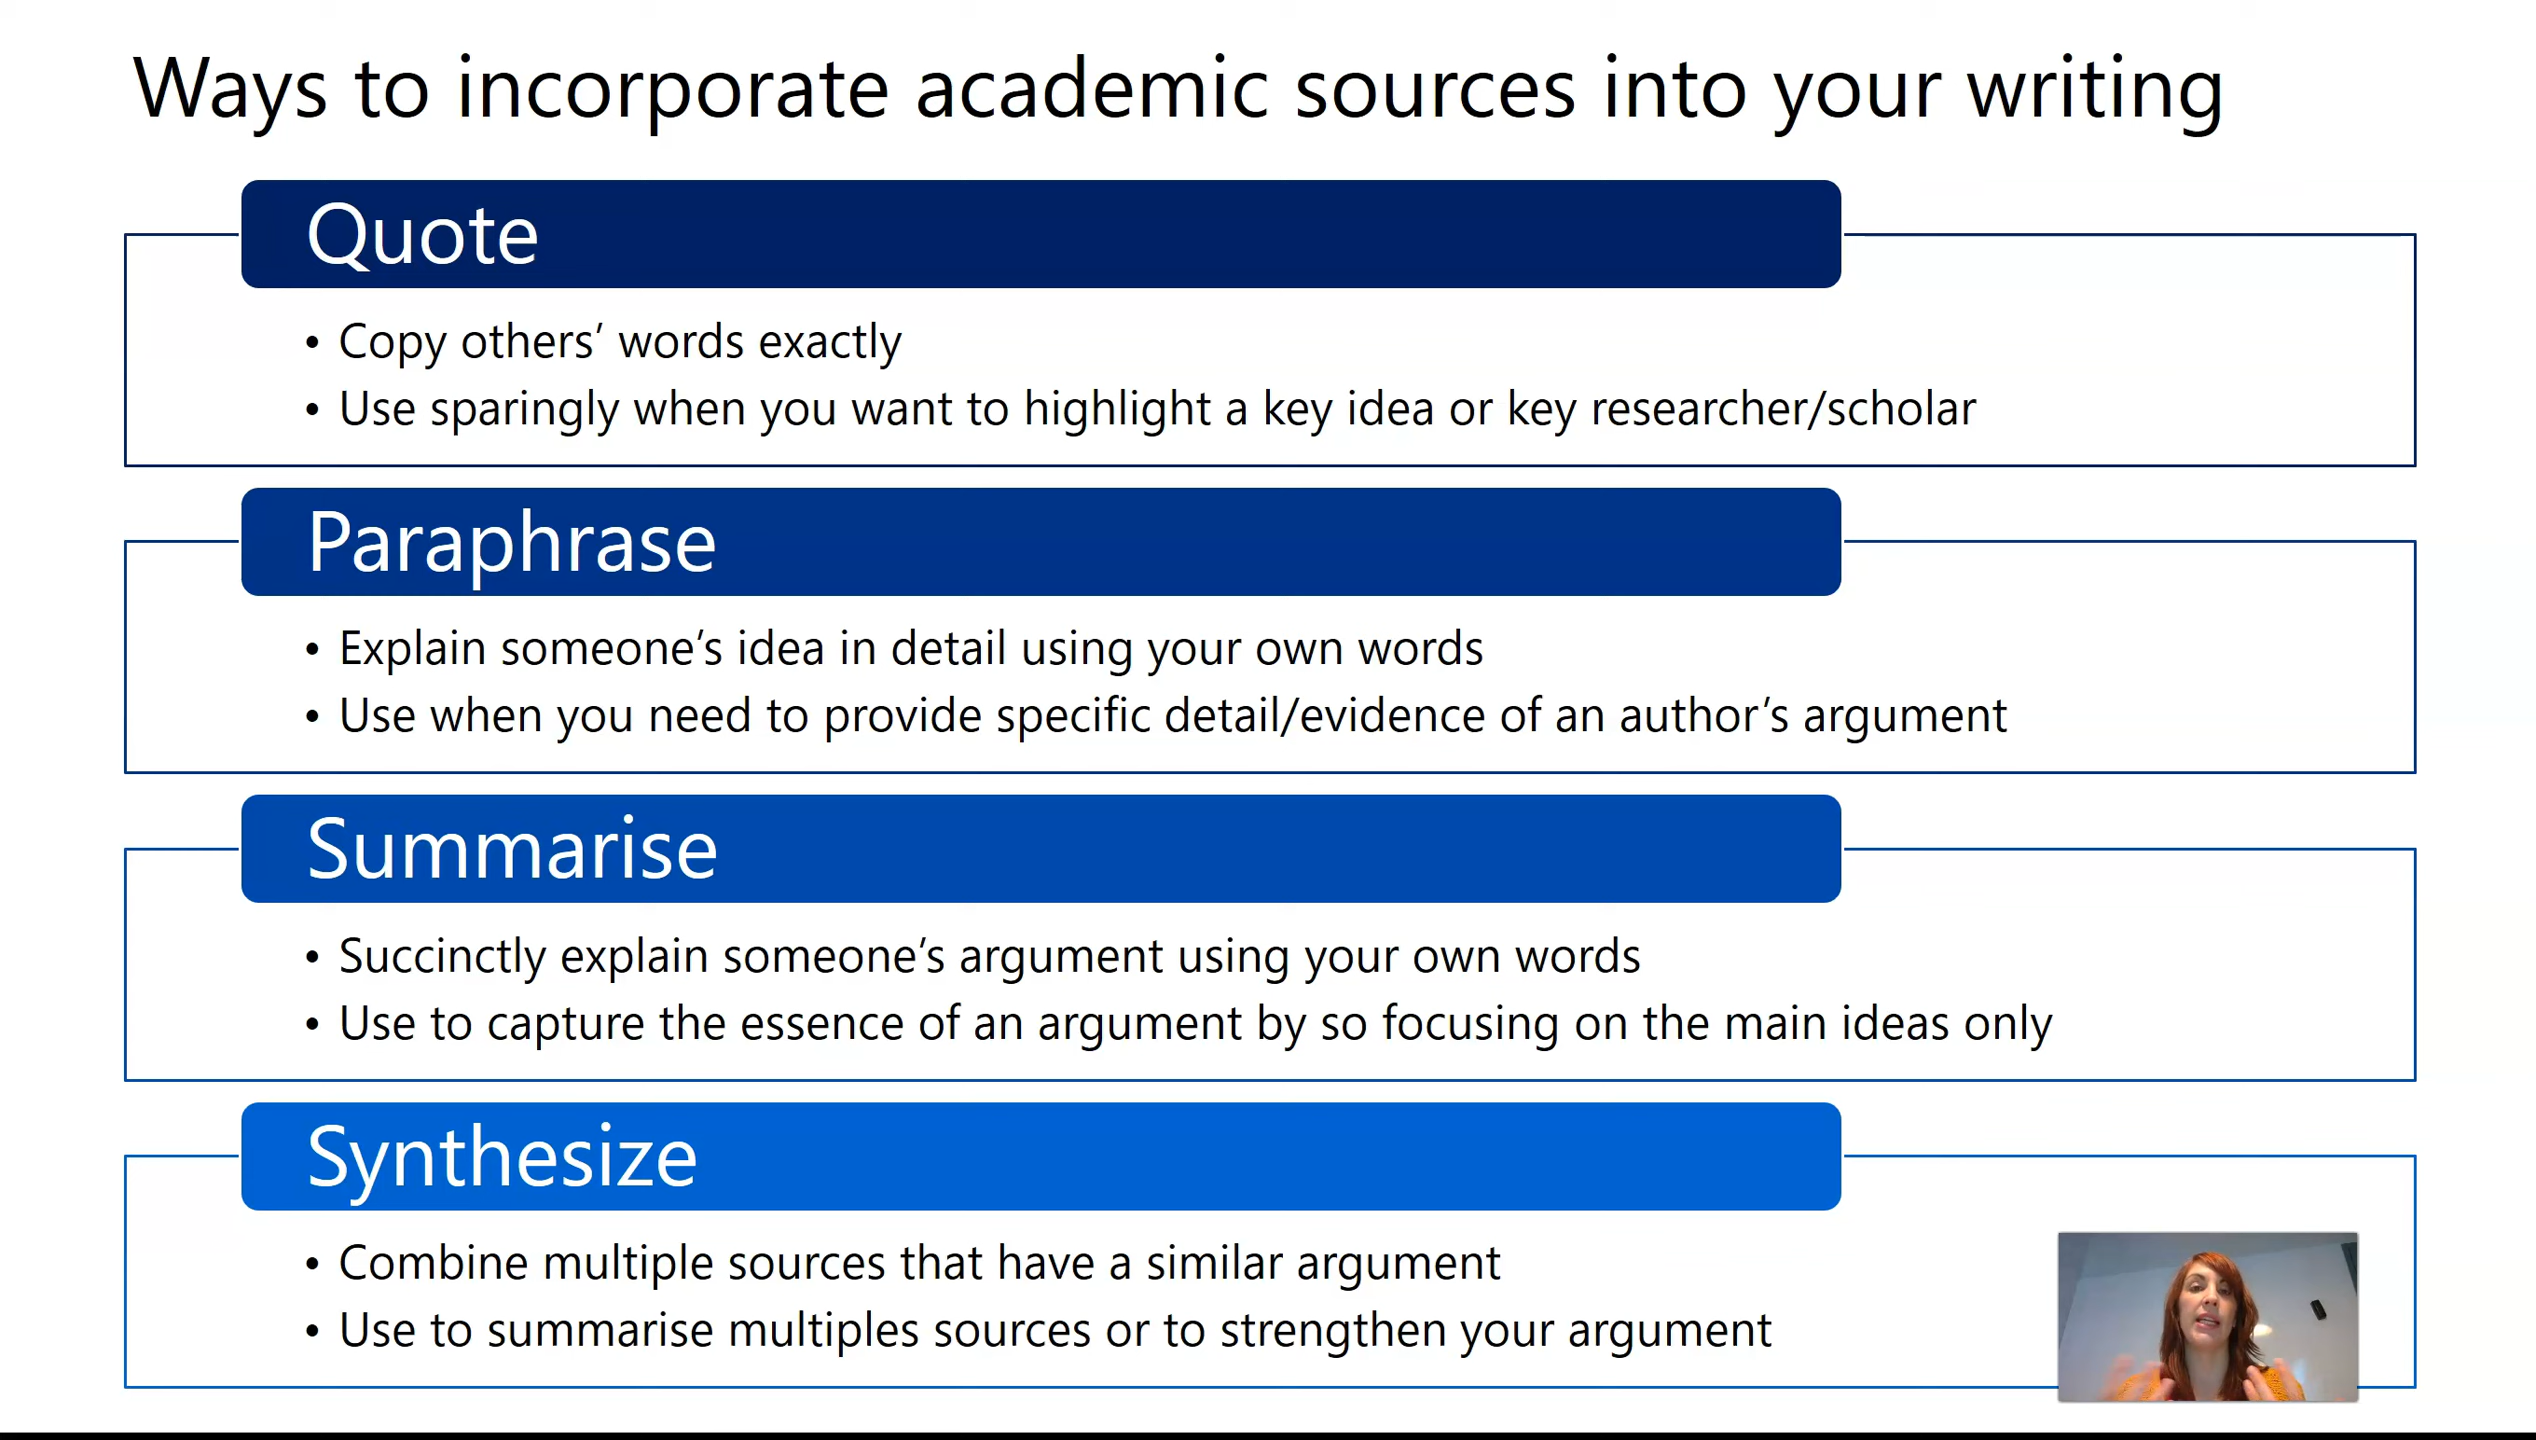 Ways to incorporate academic sources into your writing
Quote
• Copy others’ words exactly
• Use sparingly when you want to highlight a key idea or key researcher/scholar
Paraphrase
• Explain someone’s idea in detail using your own words
• Use when you need to provide specific detail/evidence of an author’s argument
Summarise
• Succinctly explain someone’s argument using your own words
• Use to capture the essence of an argument by so focusing on the main ideas only
Synthesize
• Combine multiple sources that have a similar argument
• Use to summarise multiples sources or to strengthen your argument